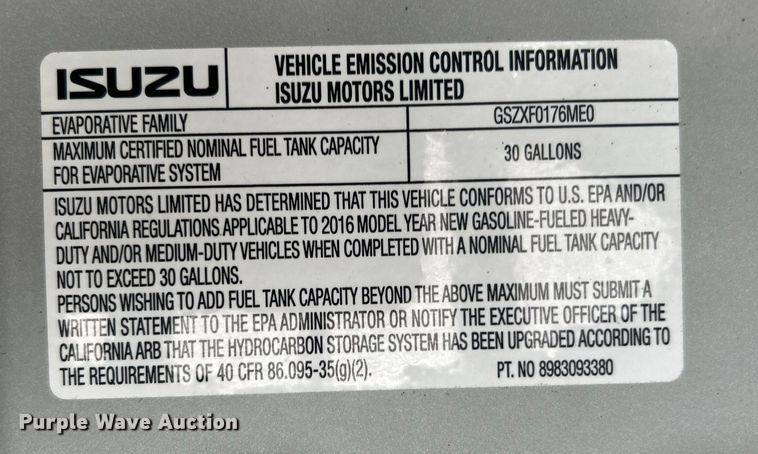 ISUZU
VEHICLE EMISSION CONTROL INFORMATION
ISUZU MOTORS LIMITED
EVAPORATIVE FAMILY GSZXF0176ME0
MAXIMUM CERTIFIED NOMINAL FUEL TANK CAPACITY
FOR EVAPORATIVE SYSTEM
30 GALLONS
ISUZU MOTORS LIMITED HAS DETERMINED THAT THIS VEHICLE CONFORMS TO U.S. EPA AND/OR
CALIFORNIA REGULATIONS APPLICABLE TO 2016 MODEL YEAR NEW GASOLINE-FUELED HEAVY-
DUTY AND/OR MEDIUM-DUTY VEHICLES WHEN COMPLETED WITH A NOMINAL FUEL TANK CAPACITY
NOT TO EXCEED 30 GALLONS.
PERSONS WISHING TO ADD FUEL TANK CAPACITY BEYOND THE ABOVE MAXIMUM MUST SUBMIT A
WRITTEN STATEMENT TO THE EPA ADMINISTRATOR OR NOTIFY THE EXECUTIVE OFFICER OF THE
CALIFORNIA ARB THAT THE HYDROCARBON STORAGE SYSTEM HAS BEEN UPGRADED ACCORDING TO
THE REQUIREMENTS OF 40 CFR 86.095-35(g)(2). PT. NO 8983093380
Purple Wave Auction